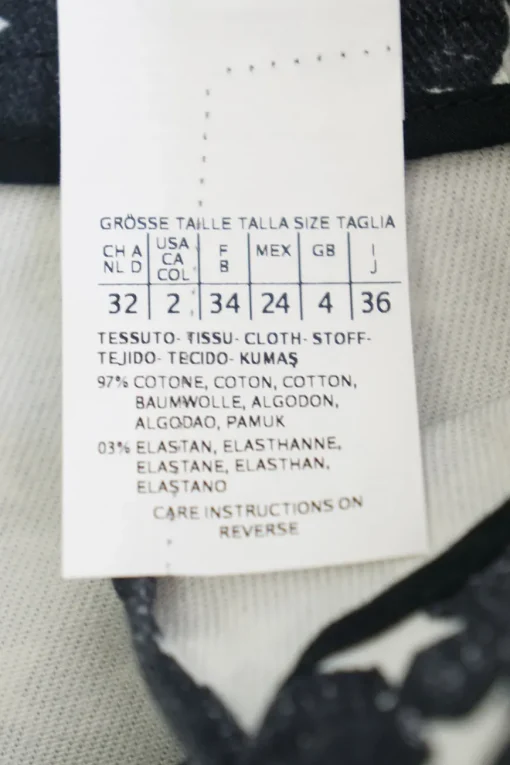 GRÖSSE TAILLE TALLA SIZE TAGLIA
CH A NL D USA CA COL F B MEX GB I J
32 2 34 24 4 36
TESSUTO- TISSU- CLOTH- STOFF-
TEJIDO- TECIDO- KUMAŞ
97% COTONE, COTON, COTTON,
BAUMWOLLE, ALGODON,
ALGODAO, PAMUK
03% ELASTAN, ELASTHANNE,
ELASTANE, ELASTHAN,
ELAŞTANO
CARE INSTRUCTIONS ON
REVERSE